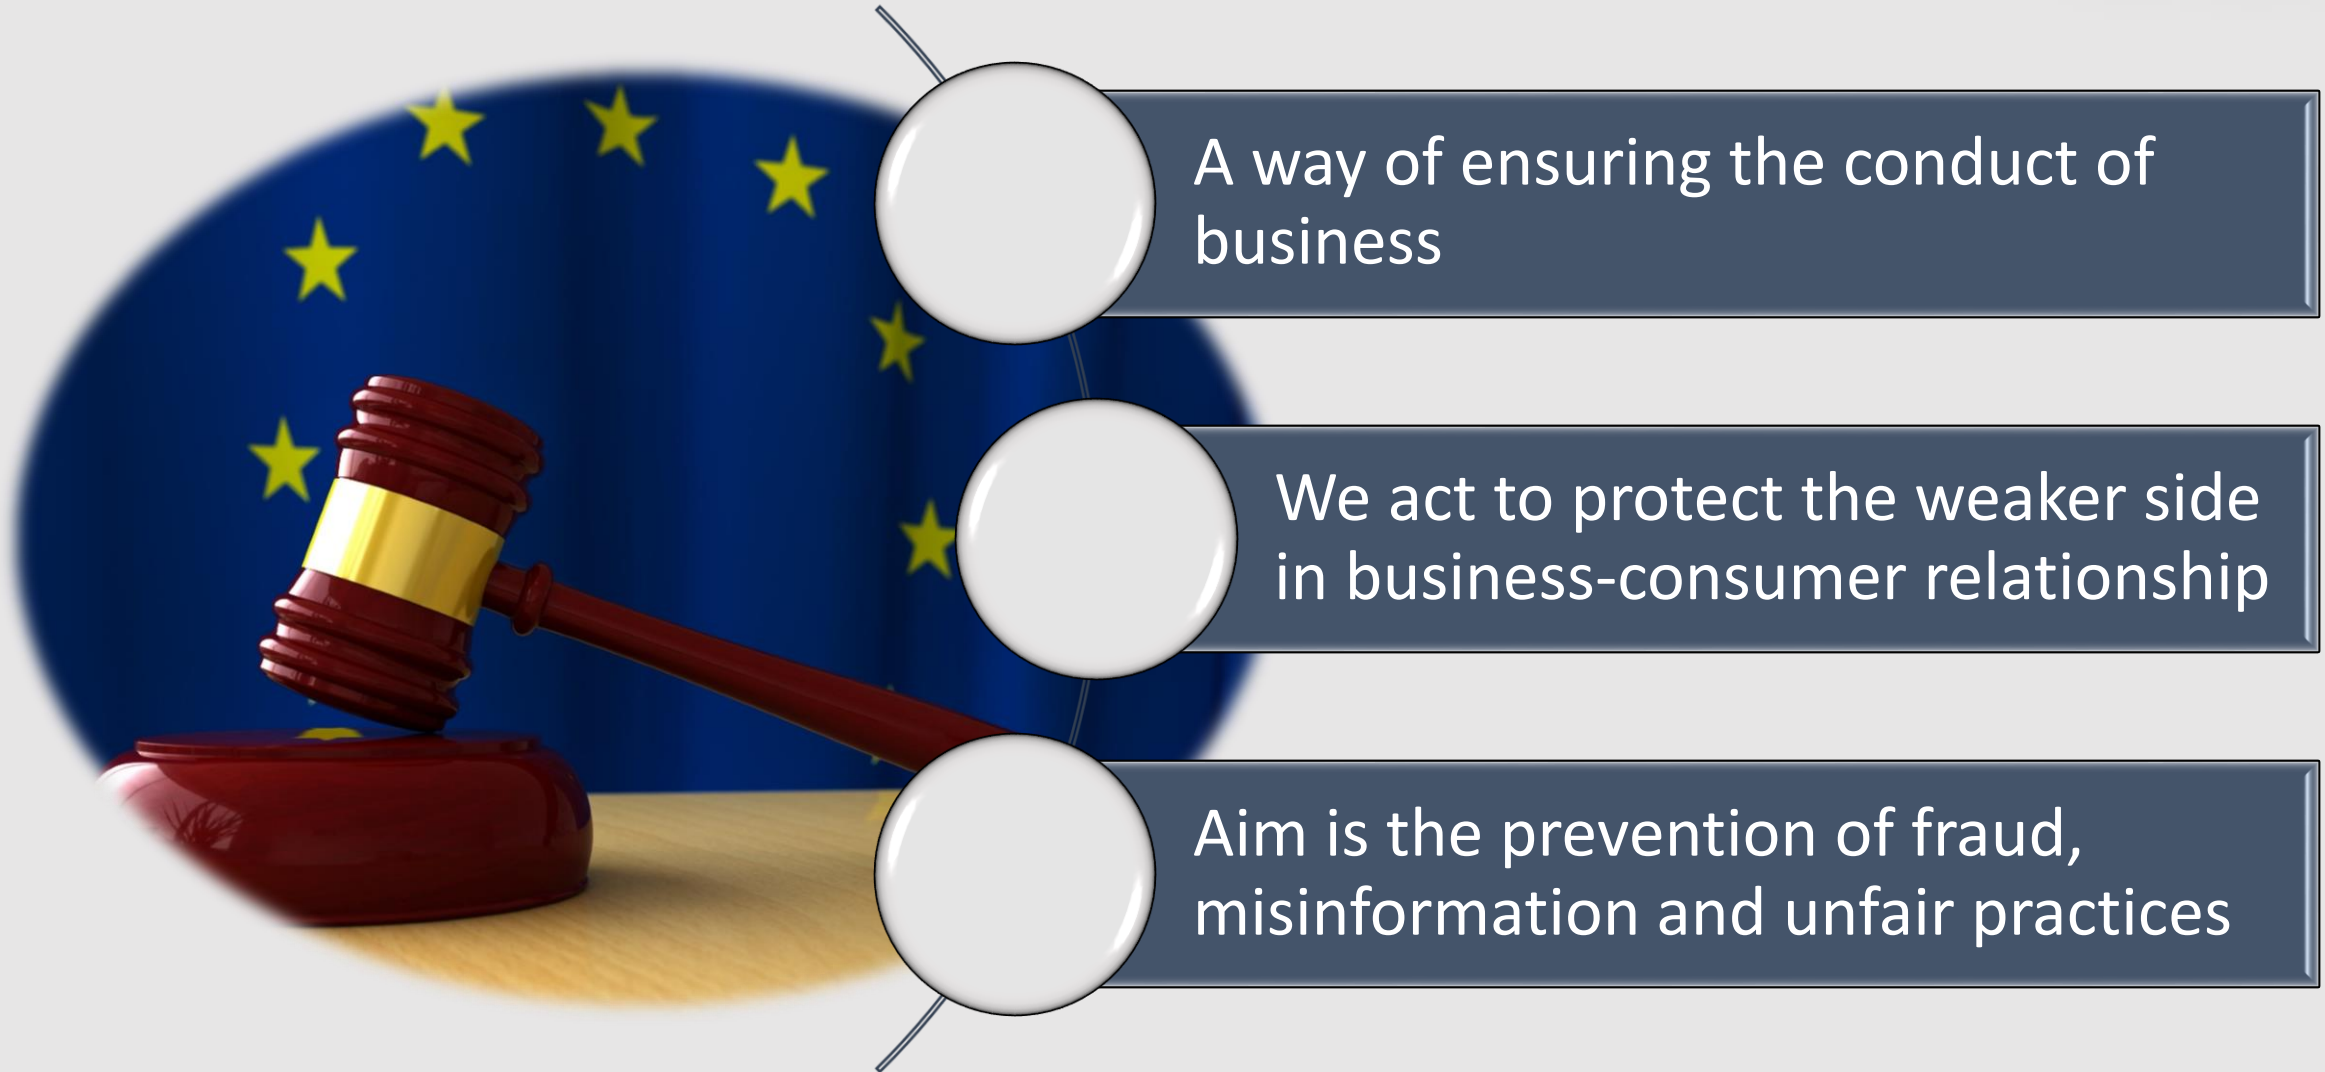 A way of ensuring the conduct of
business
We act to protect the weaker side
in business-consumer relationship
Aim is the prevention of fraud,
misinformation and unfair practices